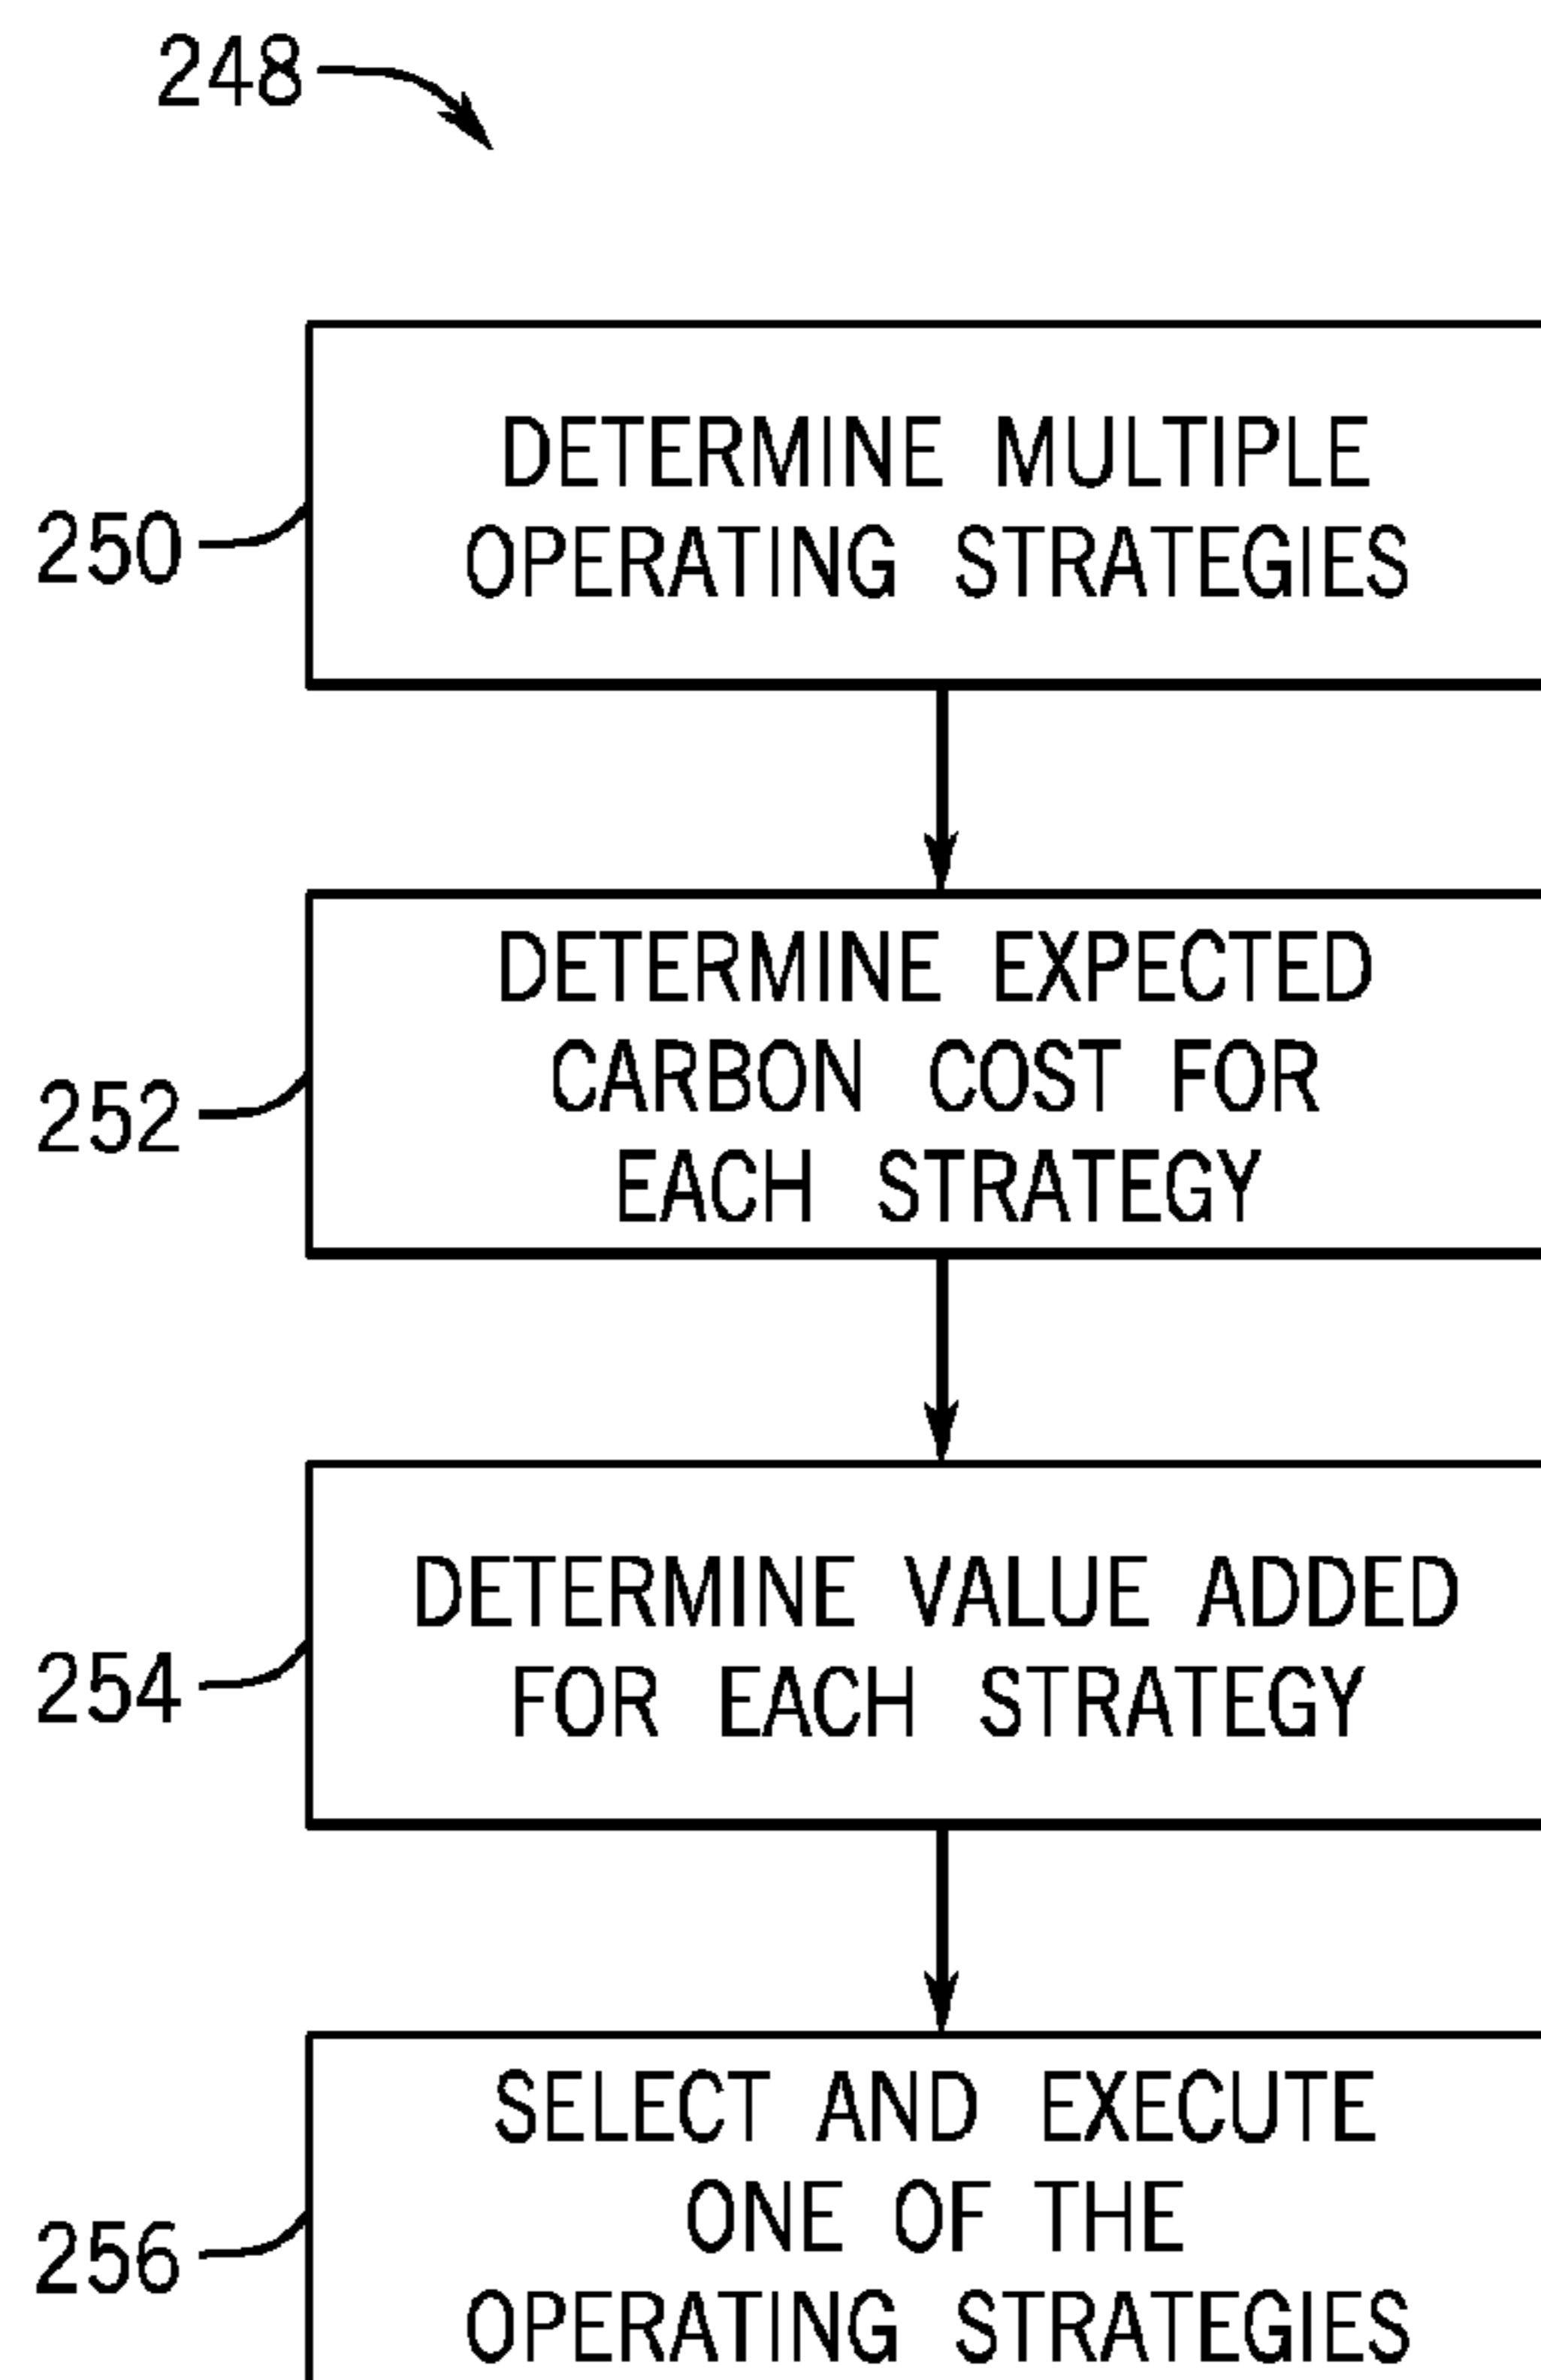 248
DETERMINE MULTIPLE
OPERATING STRATEGIES
250
DETERMINE EXPECTED
CARBON COST FOR
EACH STRATEGY
252
DETERMINE VALUE ADDED
FOR EACH STRATEGY
254
SELECT AND EXECUTE
ONE OF THE
OPERATING STRATEGIES
256